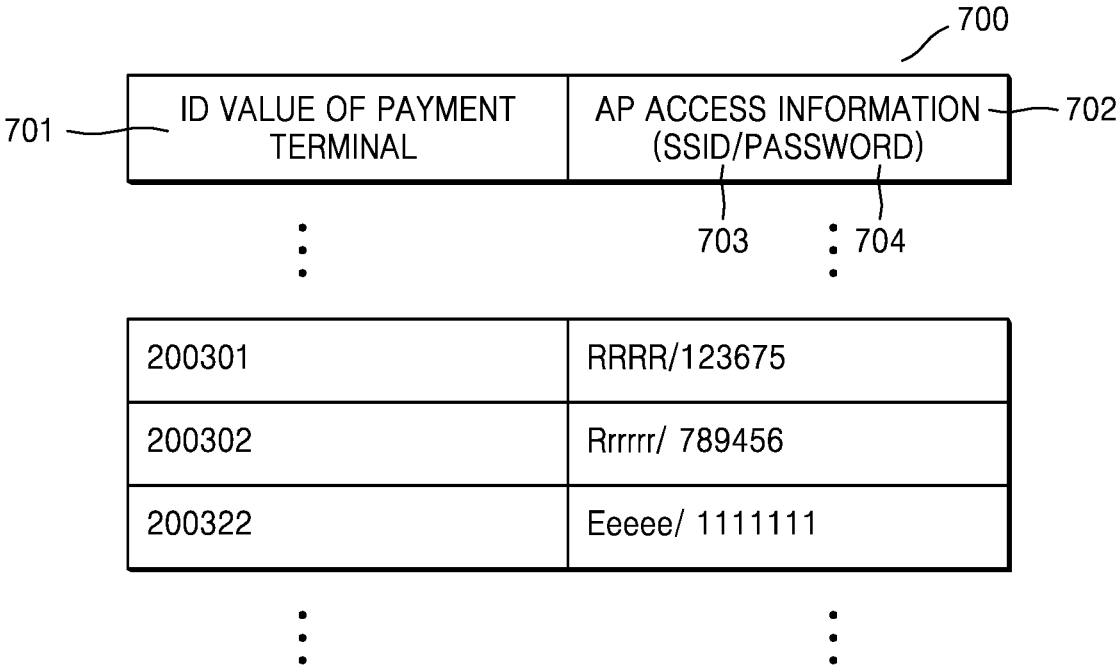 700
ID VALUE OF PAYMENT
TERMINAL
AP ACCESS INFORMATION
(SSID/PASSWORD)
701
702
703
704
200301
RRRR/123675
200302
Rrrrrr/ 789456
200322
Eeeee/ 1111111